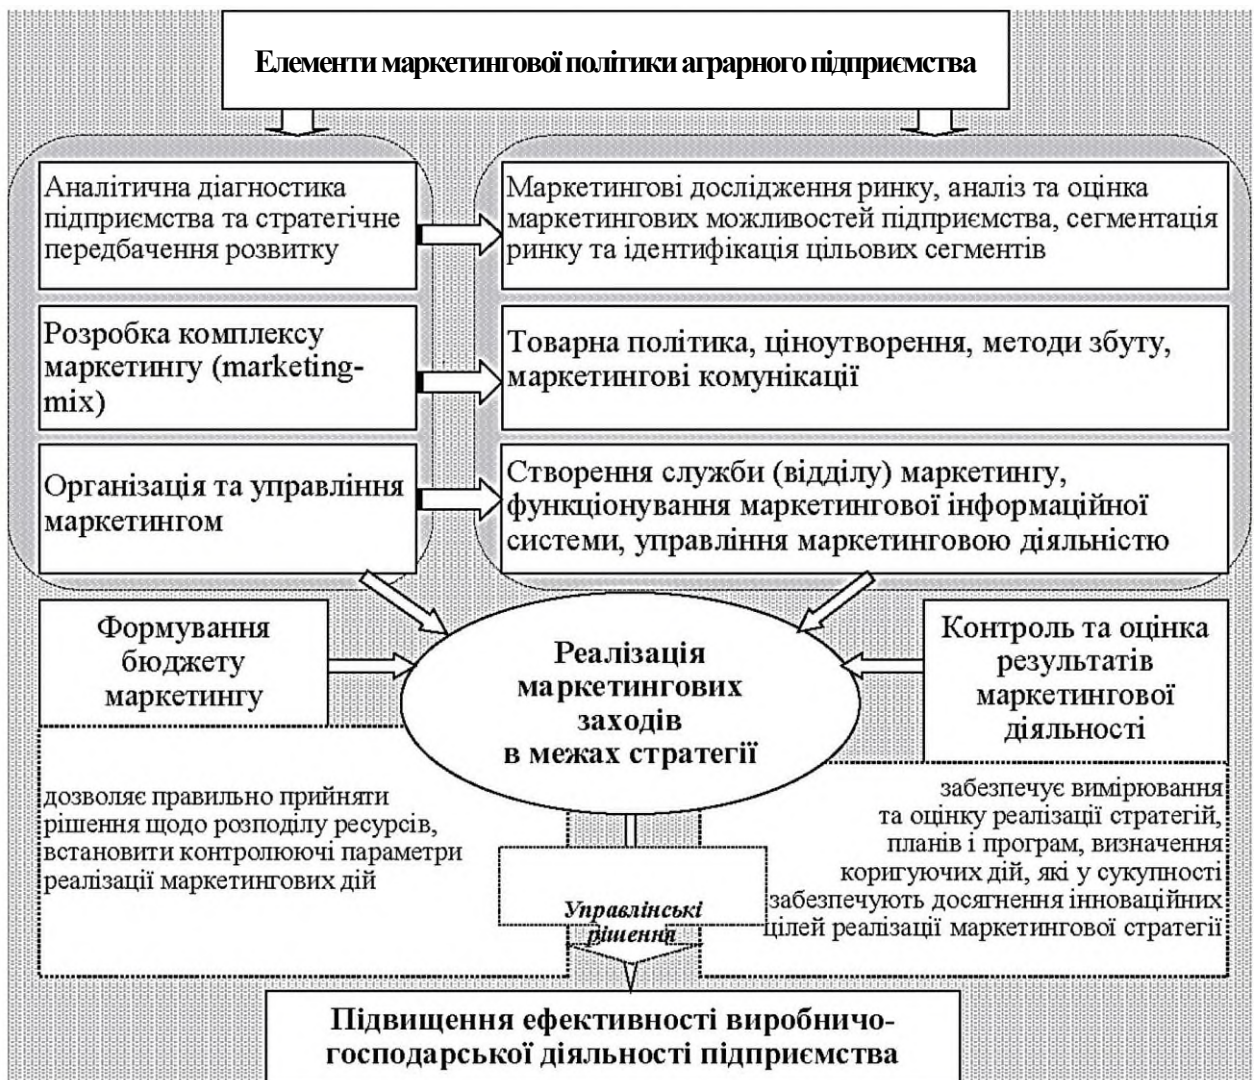 Елементи маркетингової політики аграрного підприємства
Аналітична діагностика
підприємства та стратегічне
передбачення розвитку
Маркетингові дослідження ринку, аналіз та оцінка
маркетингових можливостей підприємства, сегментація
ринку та ідентифікація цільових сегментів
Розробка комплексу
маркетингу (marketing-
mix)
Товарна політика, ціноутворення, методи збуту,
маркетингові комунікації
Організація та управління
маркетингом
Створення служби (відділу) маркетингу,
функціонування маркетингової інформаційної
системи, управління маркетинговою діяльністю
Формування
бюджету
маркетингу
Реалізація
маркетингових
заходів
в межах стратегії
Контроль та оцінка
результатів
маркетингової
діяльності
дозволяє правильно прийняти
рішення щодо розподілу ресурсів,
встановити контролюючі параметри
реалізації маркетингових дій
забезпечує вимірювання
та оцінку реалізації стратегій,
планів і програм, визначення
коригуючих дій, які у сукупності
забезпечують досягнення інноваційних
цілей реалізації маркетингової стратегії
Управлінські
рішення
Підвищення ефективності виробничо-
господарської діяльності підприємства